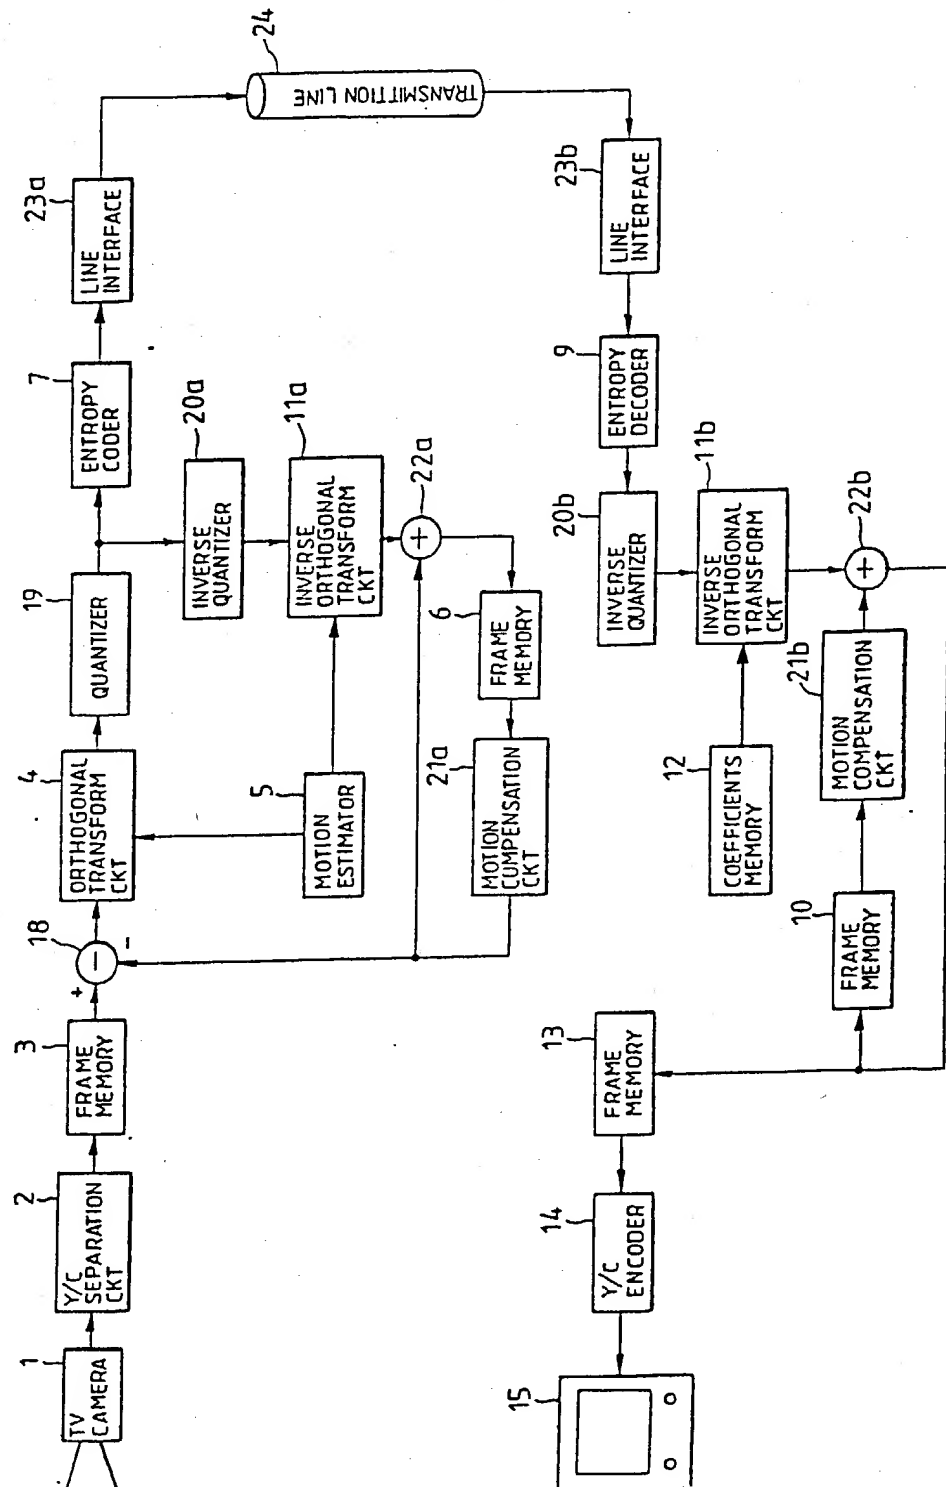 1
TV
CAMERA
2
Y/C
SEPARATION
CKT
3
FRAME
MEMORY
18
+
−
-
4
ORTHOGONAL
TRANSFORM
CKT
19
QUANTIZER
7
ENTROPY
CODER
23a
LINE
INTERFACE
24
TRANSMITTION LINE
5
MOTION
ESTIMATOR
20a
INVERSE
QUANTIZER
11a
INVERSE
ORTHOGONAL
TRANSFORM
CKT
22a
+
6
FRAME
MEMORY
21a
MOTION
CUMPENSATION
CKT
23b
LINE
INTERFACE
9
ENTROPY
DECODER
20b
INVERSE
QUANTIZER
11b
INVERSE
ORTHOGONAL
TRANSFORM
CKT
12
COEFFICIENTS
MEMORY
22b
+
21b
MOTION
COMPENSATION
CKT
10
FRAME
MEMORY
13
FRAME
MEMORY
14
Y/C
ENCODER
15